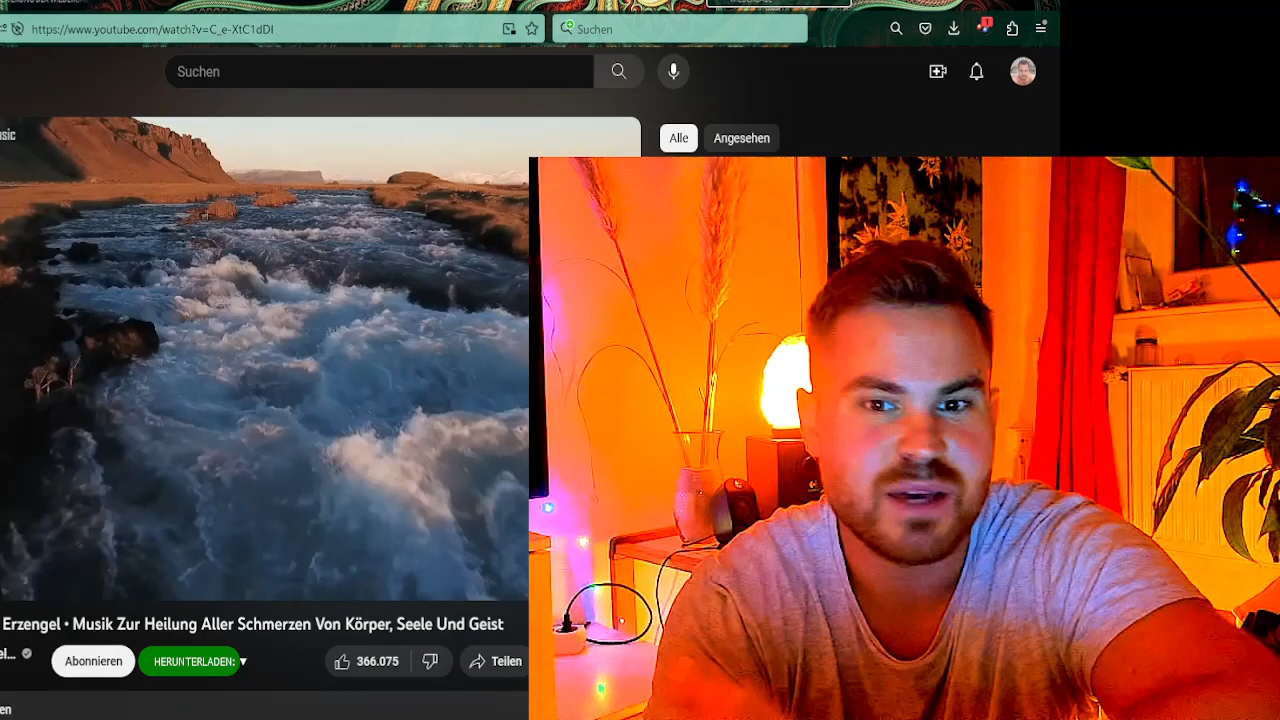 https://www.youtube.com/watch?v=C_e-XtC1dDI
Suchen
1
Suchen
Alle
Angesehen
Erzengel • Musik Zur Heilung Aller Schmerzen Von Körper, Seele Und Geist
Abonnieren
HERUNTERLADEN:
366.075
Teilen